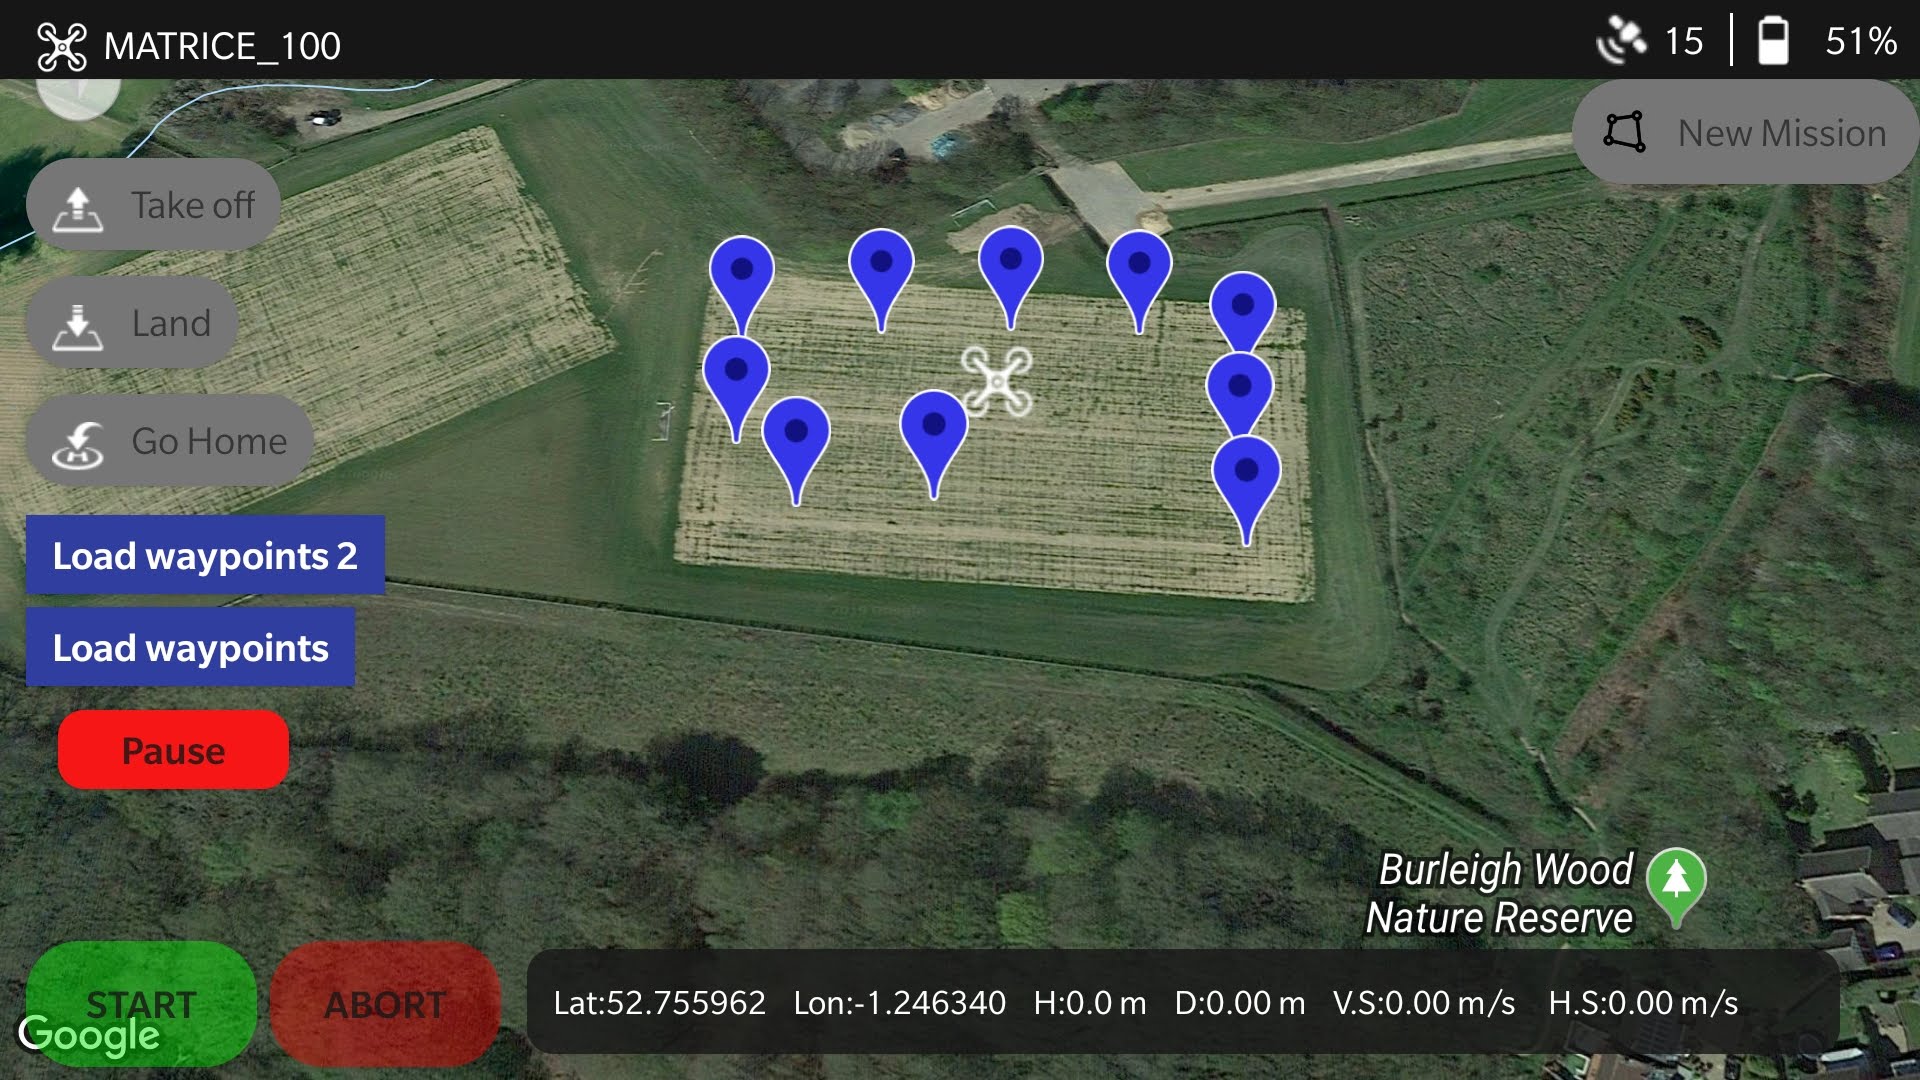 MATRICE_100
15
51%
New Mission
Take off
Land
Go Home
Load waypoints 2
Load waypoints
Pause
Burleigh Wood
Nature Reserve
START
ABORT
Lat:52.755962 Lon:-1.246340 H:0.0 m D:0.00 m V.S:0.00 m/s H.S:0.00 m/s
Google